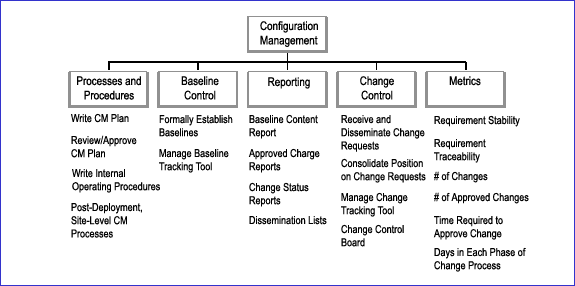 Configuration
Management
Processes and
Procedures
Write CM Plan
Review/Approve
CM Plan
Write Internal
Operating Procedures
Post-Deployment,
Site-Level CM
Processes
Baseline
Control
Formally Establish
Baselines
Manage Baseline
Tracking Tool
Reporting
Baseline Content
Report
Approved Charge
Reports
Change Status
Reports
Dissemination Lists
Change
Control
Receive and
Disseminate Change
Requests
Consolidate Position
on Change Requests
Manage Change
Tracking Tool
Change Control
Board
Metrics
Requirement Stability
Requirement
Traceability
# of Changes
# of Approved Changes
Time Required to
Approve Change
Days in Each Phase of
Change Process